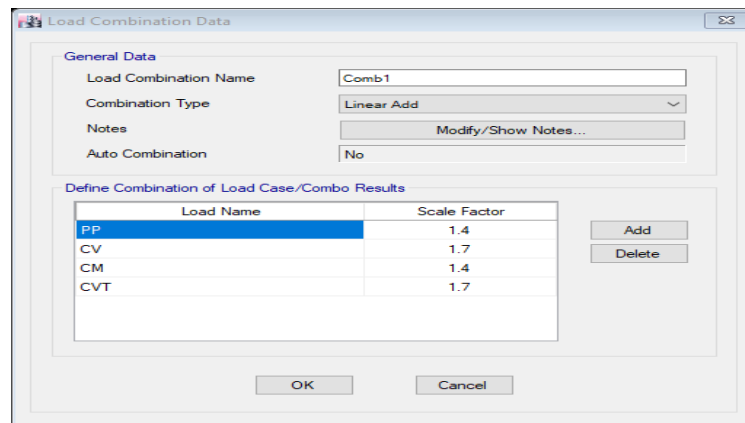 Load Combination Data
General Data
Load Combination Name Comb1
Combination Type Linear Add
Notes Modify/Show Notes...
Auto Combination No
Define Combination of Load Case/Combo Results
Load Name Scale Factor
PP 1.4 Add
CV 1.7 Delete
CM 1.4
CVT 1.7
OK Cancel